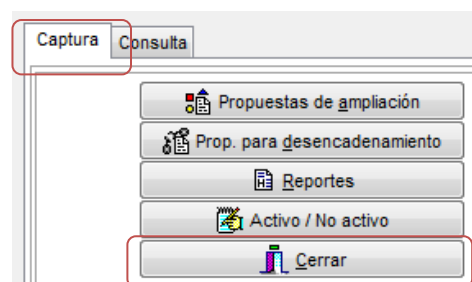 Captura Consulta
Propuestas de ampliación
Prop. para desencadenamiento
Reportes
Activo / No activo
Cerrar